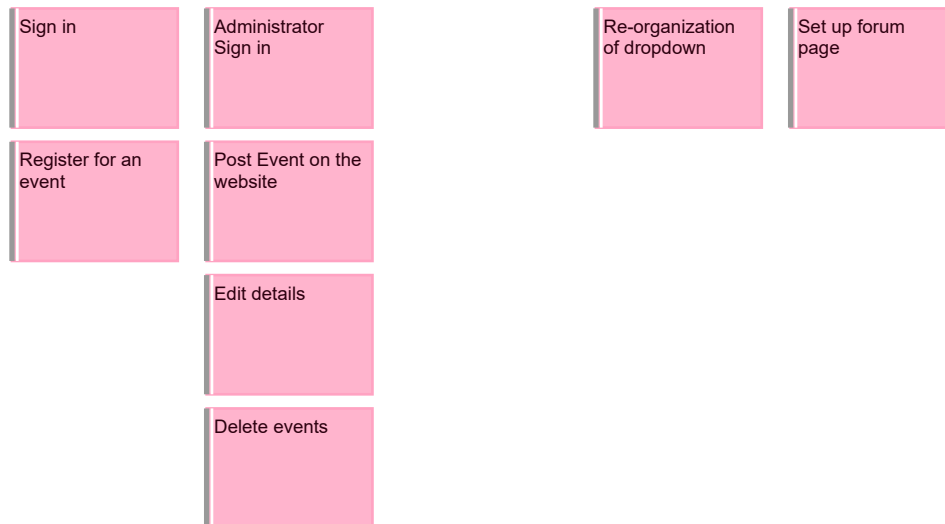 Sign in
Administrator
Sign in
Re-organization
of dropdown
Set up forum
page
Register for an
event
Post Event on the
website
Edit details
Delete events